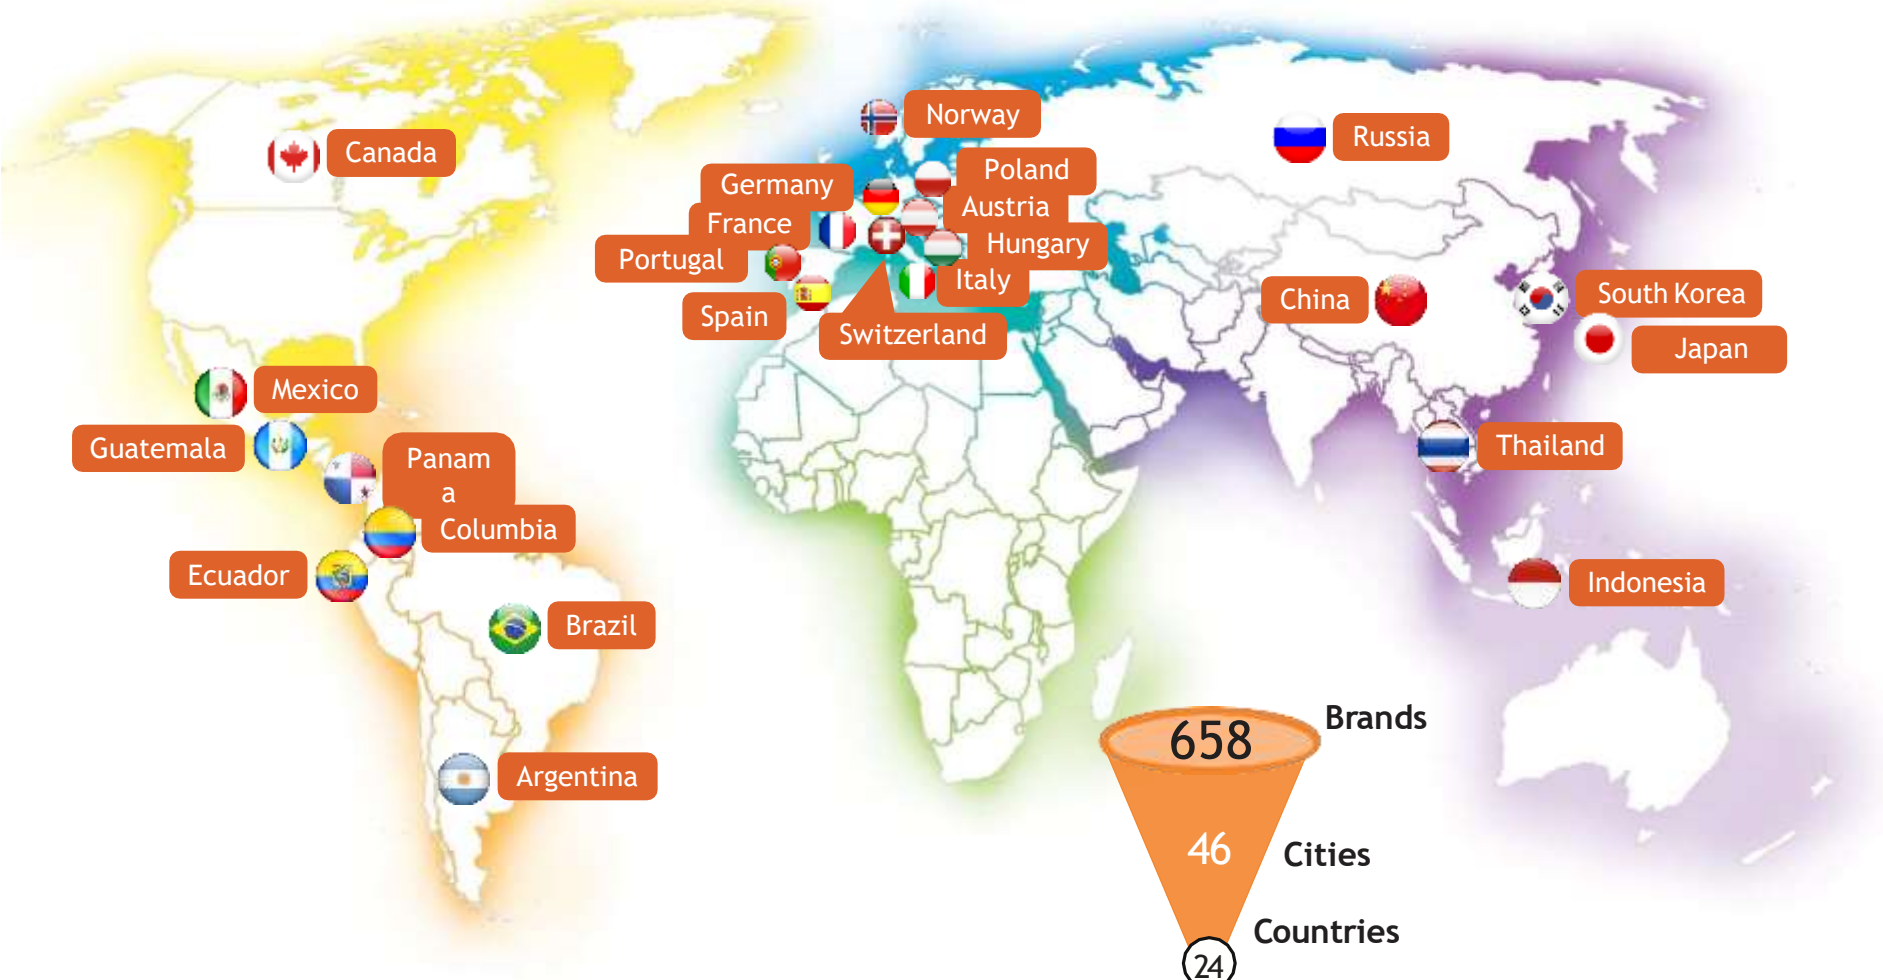 Norway
Canada
Russia
Poland
Germany
Austria
France
Hungary
Portugal
Italy
China
South Korea
Spain
Switzerland
Japan
Mexico
Guatemala
Panam
a
Thailand
Columbia
Ecuador
Indonesia
Brazil
Argentina
658
Brands
46
Cities
Countries
24